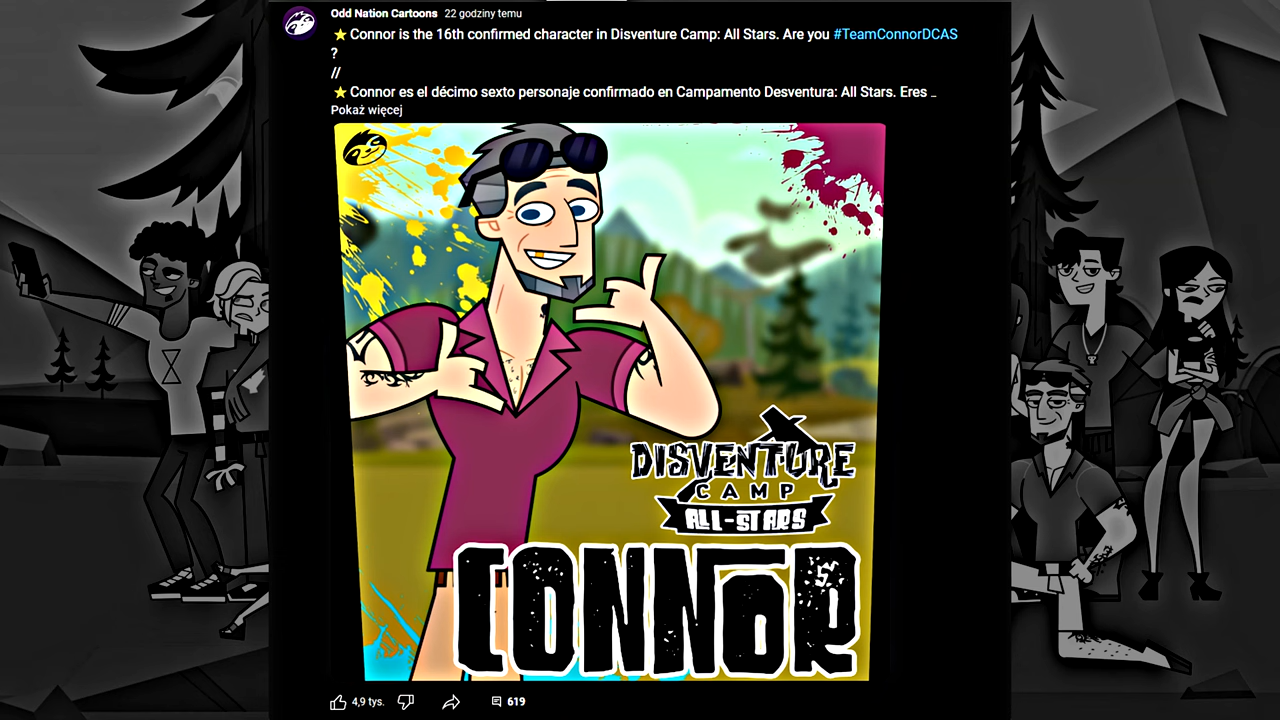 Odd Nation Cartoons 22 godziny temu
⭐ Connor is the 16th confirmed character in Disventure Camp: All Stars. Are you #TeamConnorDCAS
?
//
⭐ Connor es el décimo sexto personaje confirmado en Campamento Desventura: All Stars. Eres ...
Pokaż więcej
DISVENTURE
CAMP
ALL-STARS
CONNOR
4,9 tys. 619